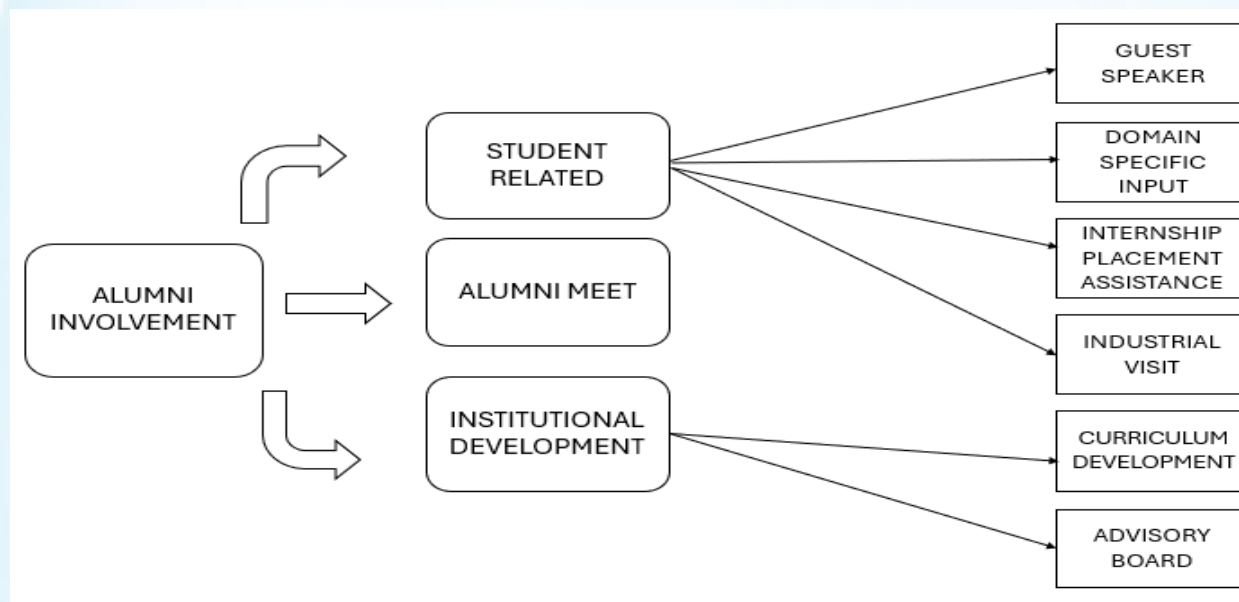 ALUMNI
INVOLVEMENT
STUDENT
RELATED
ALUMNI MEET
INSTITUTIONAL
DEVELOPMENT
GUEST
SPEAKER
DOMAIN
SPECIFIC
INPUT
INTERNSHIP
PLACEMENT
ASSISTANCE
INDUSTRIAL
VISIT
CURRICULUM
DEVELOPMENT
ADVISORY
BOARD